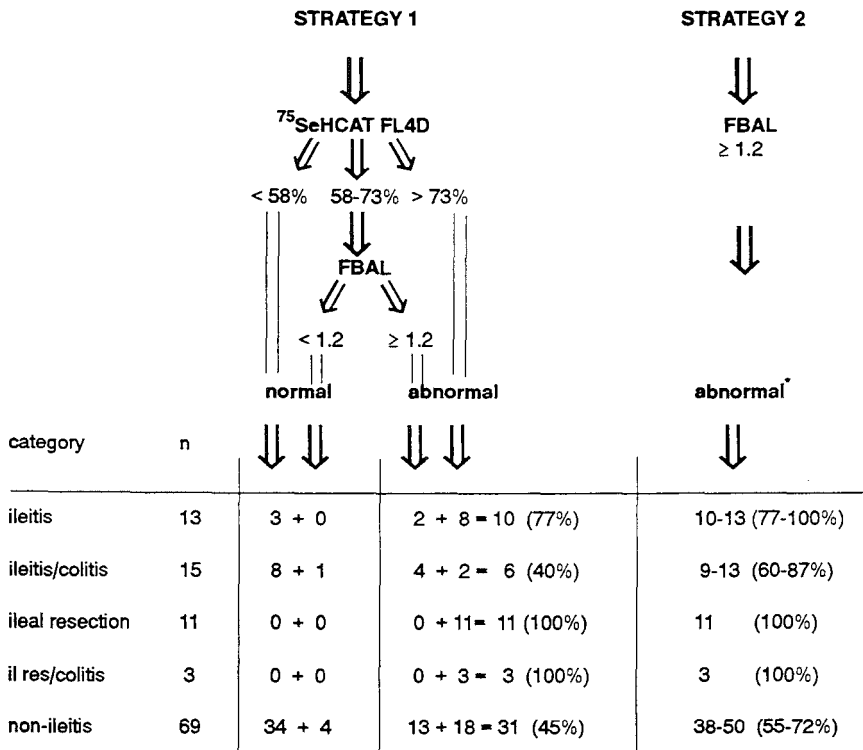 STRATEGY 1 STRATEGY 2
75SeHCAT FL4D FBAL
≥ 1.2
< 58% 58-73% > 73%
FBAL
< 1.2 ≥ 1.2
normal abnormal abnormal*
category n
ileitis 13 3 + 0 2 + 8 = 10 (77%) 10-13 (77-100%)
ileitis/colitis 15 8 + 1 4 + 2 = 6 (40%) 9-13 (60-87%)
ileal resection 11 0 + 0 0 + 11 = 11 (100%) 11 (100%)
il res/colitis 3 0 + 0 0 + 3 = 3 (100%) 3 (100%)
non-ileitis 69 34 + 4 13 + 18 = 31 (45%) 38-50 (55-72%)